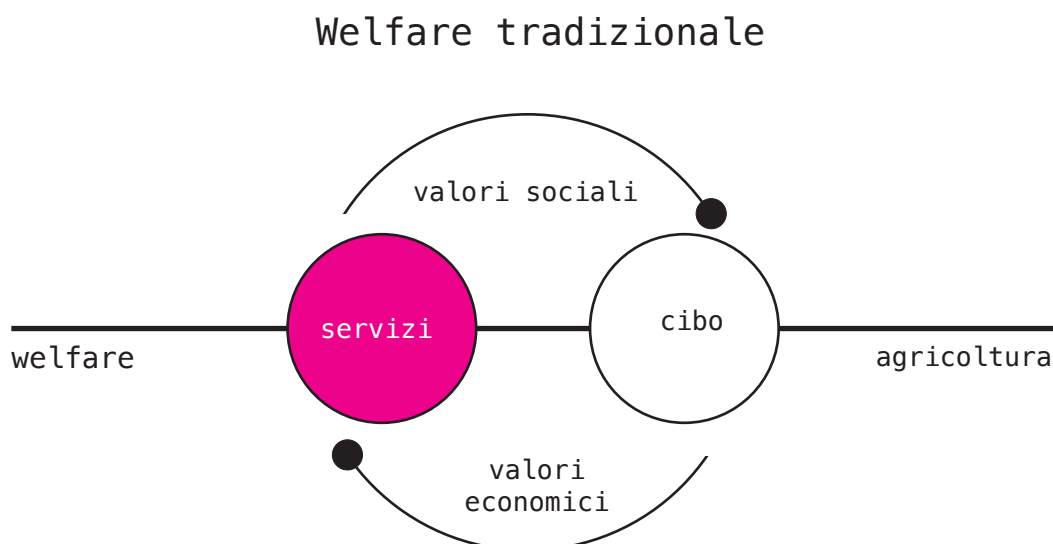 Welfare tradizionale
valori sociali
servizi
cibo
welfare
agricoltura
valori
economici